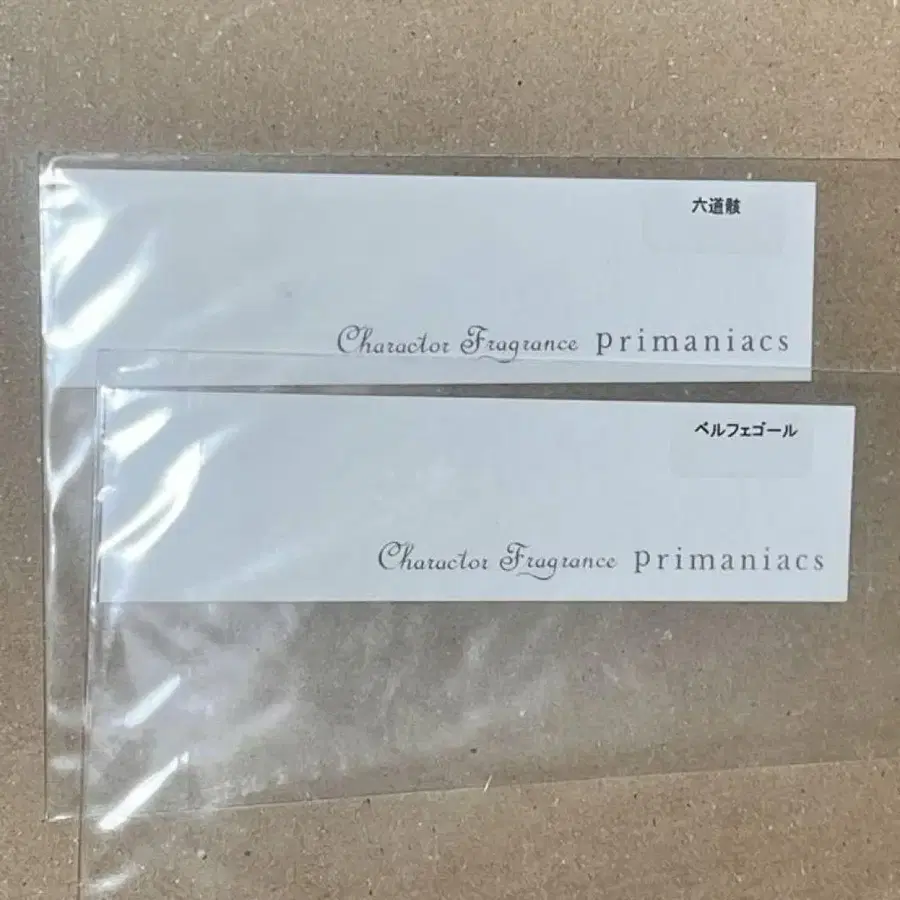 六道骸
Charactor Fragrance primaniacs
ベルフェゴール
Charactor Fragrance primaniacs